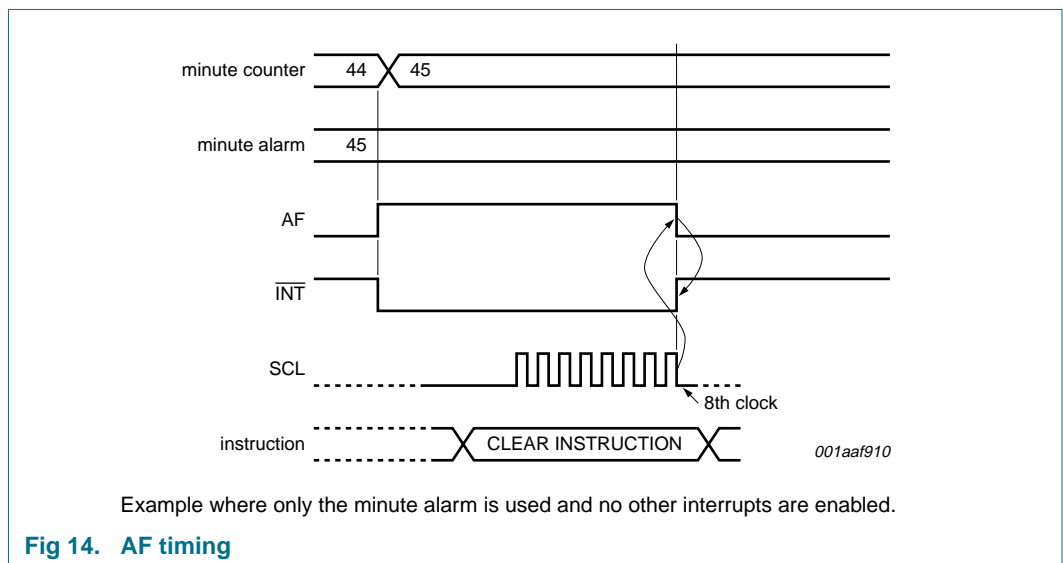 minute counter 44 45
minute alarm 45
AF
INT
SCL
8th clock
instruction CLEAR INSTRUCTION 001aaf910
Example where only the minute alarm is used and no other interrupts are enabled.
Fig 14. AF timing